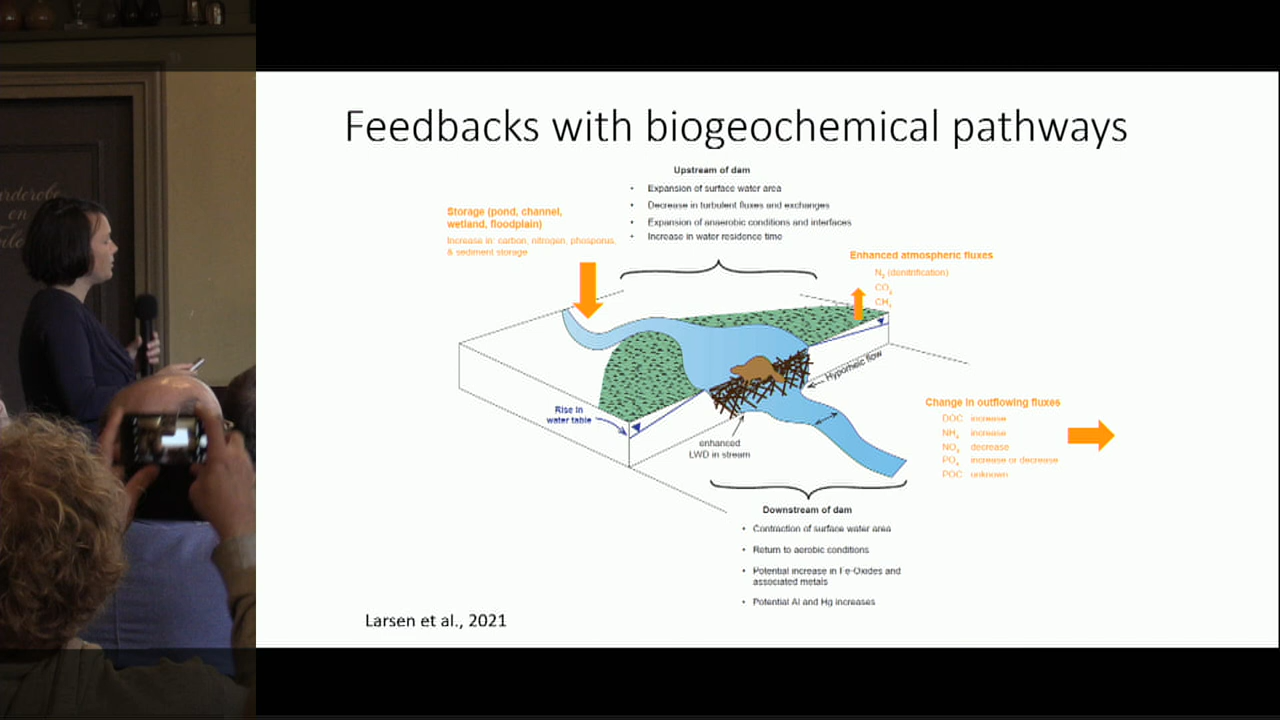 Feedbacks with biogeochemical pathways
Upstream of dam
• Expansion of surface water area
• Decrease in turbulent fluxes and exchanges
• Expansion of anaerobic conditions and interfaces
• Increase in water residence time
Storage (pond, channel,
wetland, floodplain)
Increase in: carbon, nitrogen, phosporus,
& sediment storage
Enhanced atmospheric fluxes
N2 (denitrification)
CO2
CH4
Hyporheic flow
Rise in
water table
enhanced
LWD in stream
Change in outflowing fluxes
DOC increase
NH4 increase
NO3 decrease
PO4 increase or decrease
POC unknown
Downstream of dam
• Contraction of surface water area
• Return to aerobic conditions
• Potential increase in Fe-Oxides and
associated metals
• Potential Al and Hg increases
Larsen et al., 2021